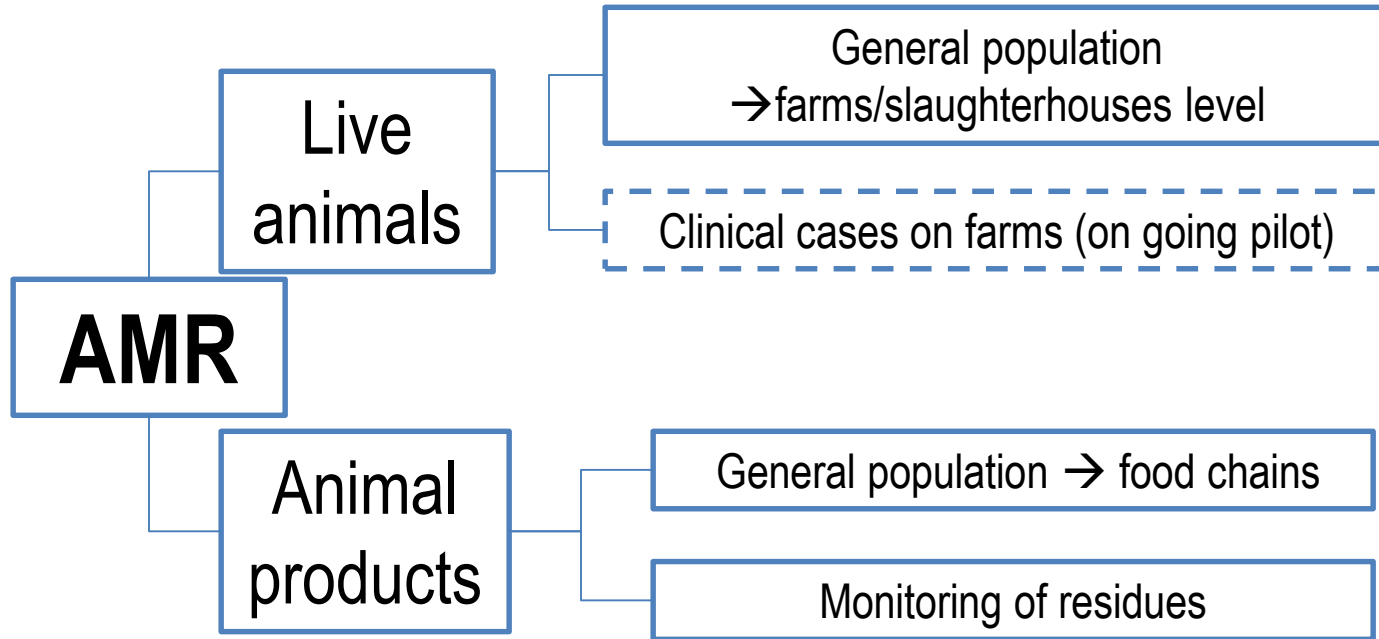 General population
→farms/slaughterhouses level
Live
animals
Clinical cases on farms (on going pilot)
AMR
Animal
products
General population → food chains
Monitoring of residues